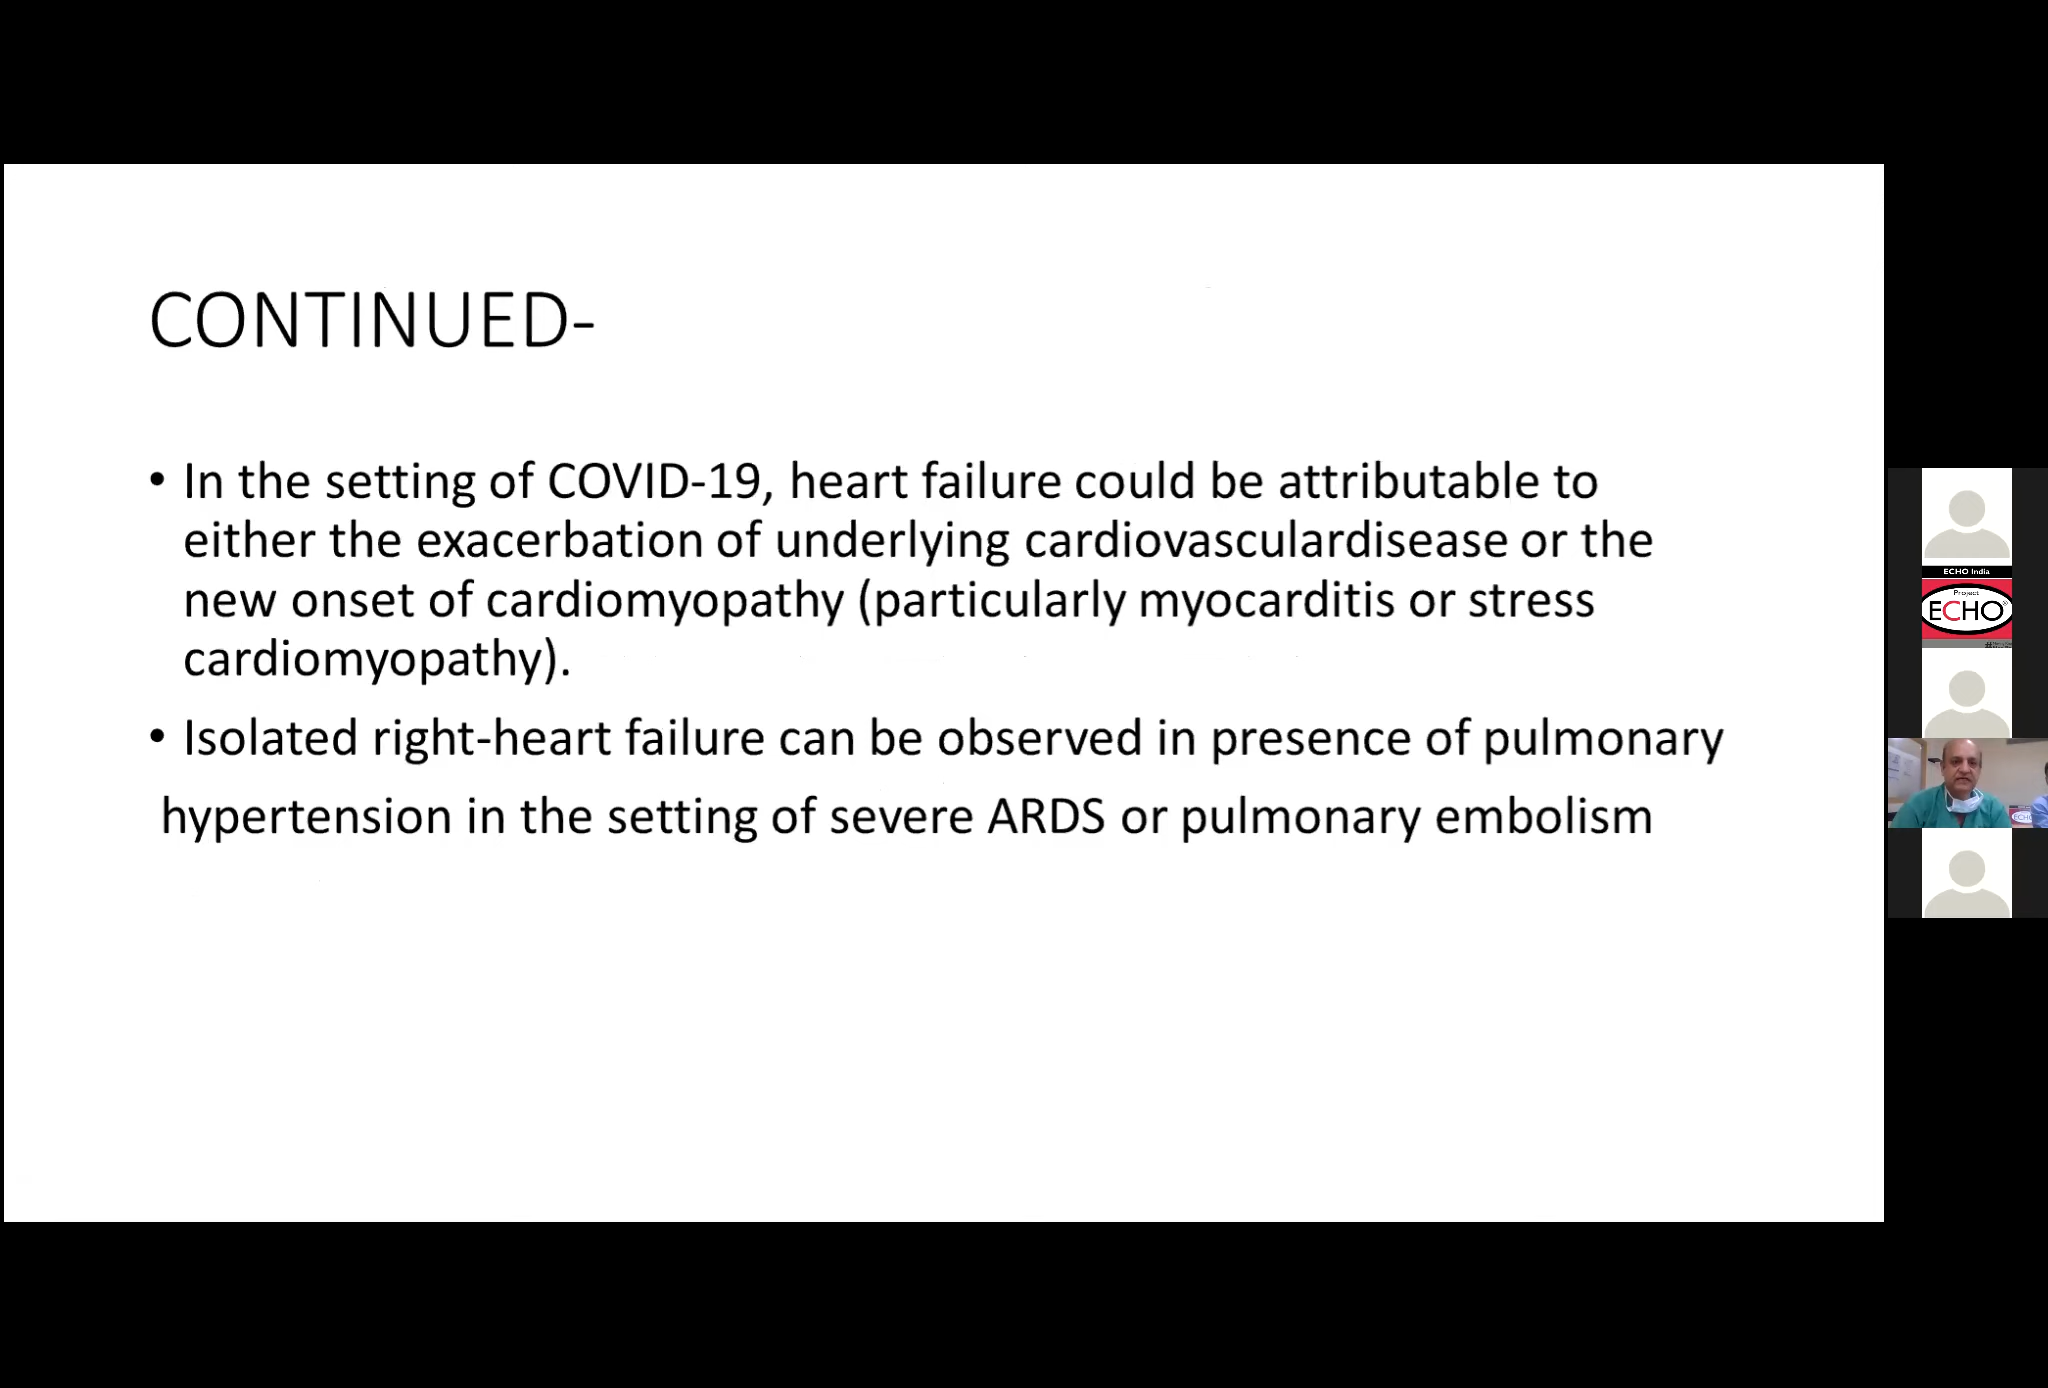 CONTINUED-
• In the setting of COVID-19, heart failure could be attributable to
either the exacerbation of underlying cardiovasculardisease or the
new onset of cardiomyopathy (particularly myocarditis or stress
cardiomyopathy).
• Isolated right-heart failure can be observed in presence of pulmonary
hypertension in the setting of severe ARDS or pulmonary embolism
ECHO India
Project
ECHO®